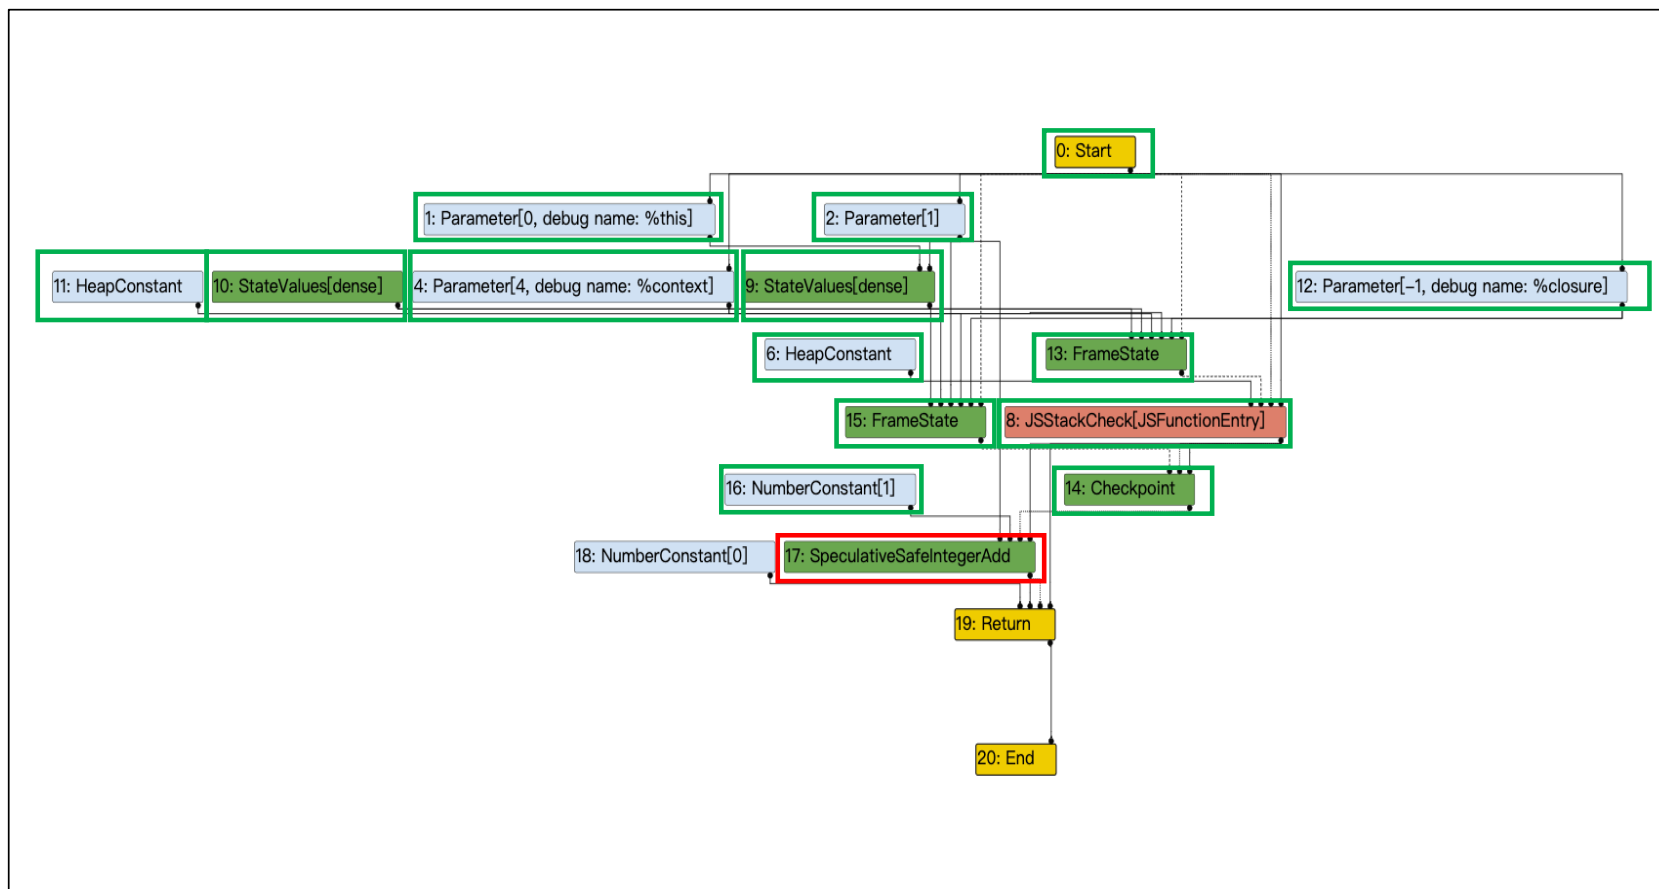 0: Start
1: Parameter[0, debug name: %this]
2: Parameter[1]
11: HeapConstant
10: StateValues[dense]
4: Parameter[4, debug name: %context]
9: StateValues[dense]
12: Parameter[−1, debug name: %closure]
6: HeapConstant
13: FrameState
15: FrameState
8: JSStackCheck[JSFunctionEntry]
16: NumberConstant[1]
14: Checkpoint
18: NumberConstant[0]
17: SpeculativeSafeIntegerAdd
19: Return
20: End